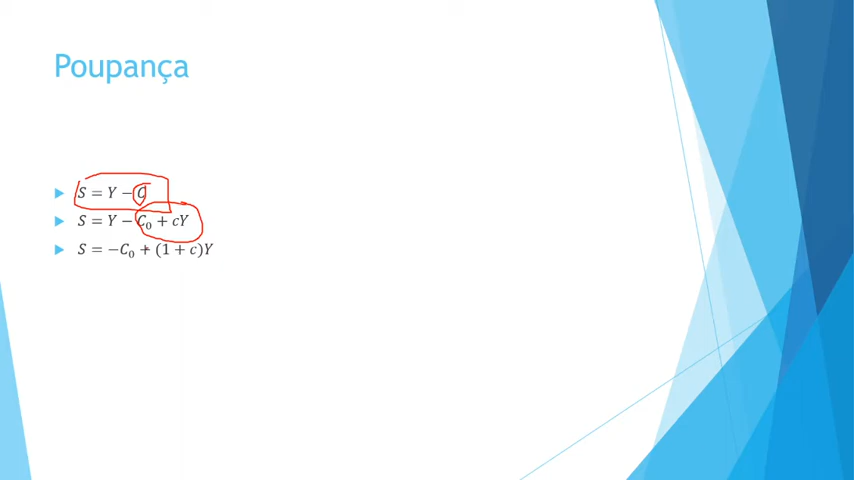 Poupança
S = Y − C
S = Y − C₀ + cY
S = −C₀ + (1 + c)Y